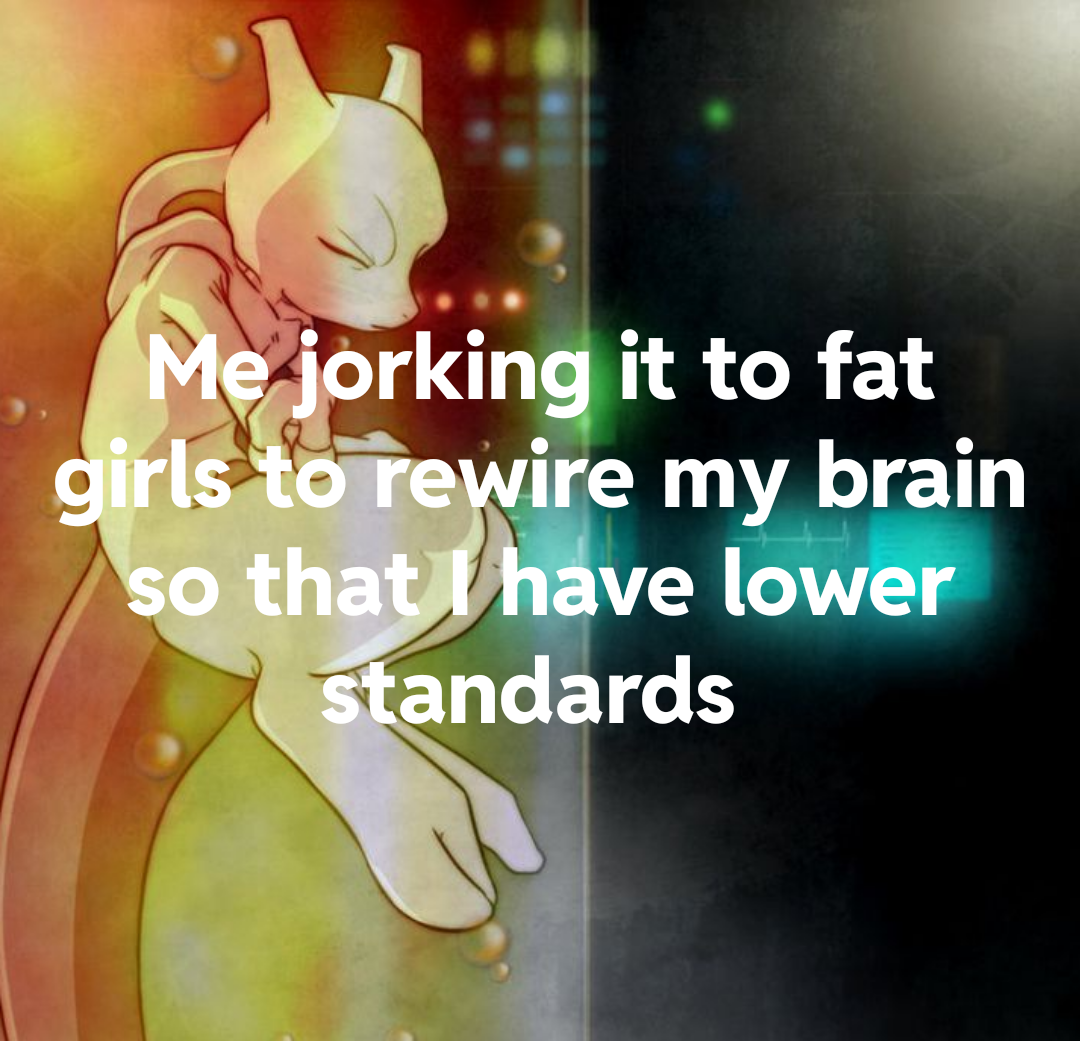 Me jorking it to fat
girls to rewire my brain
so that I have lower
standards